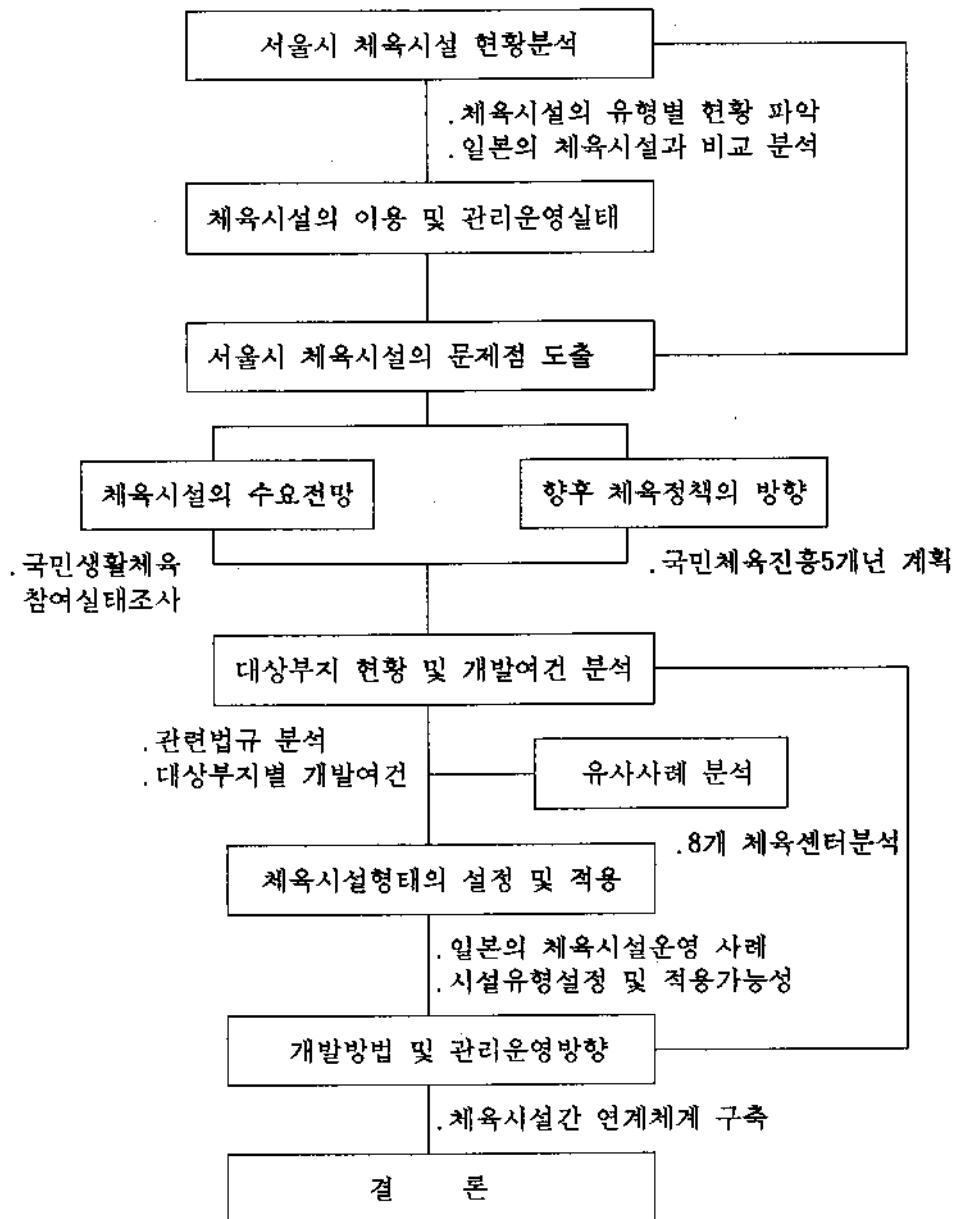 서울시 체육시설 현황분석
.체육시설의 유형별 현황 파악
.일본의 체육시설과 비교 분석
체육시설의 이용 및 관리운영실태
서울시 체육시설의 문제점 도출
체육시설의 수요전망
향후 체육정책의 방향
.국민생활체육
참여실태조사
.국민체육진흥5개년 계획
대상부지 현황 및 개발여건 분석
.관련법규 분석
.대상부지별 개발여건
유사사례 분석
.8개 체육센터분석
체육시설형태의 설정 및 적용
.일본의 체육시설운영 사례
.시설유형설정 및 적용가능성
개발방법 및 관리운영방향
.체육시설간 연계체계 구축
결 론